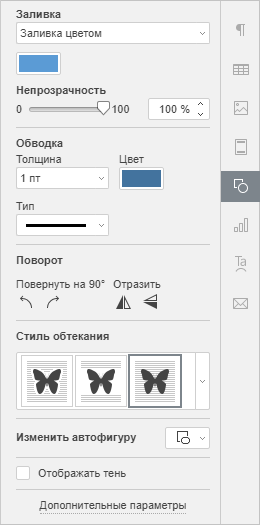 Заливка
Заливка цветом
Непрозрачность
0 100 100 %
Обводка
Толщина Цвет
1 пт
Тип
Поворот
Повернуть на 90° Отразить
Стиль обтекания
Изменить автофигуру
Отображать тень
Дополнительные параметры